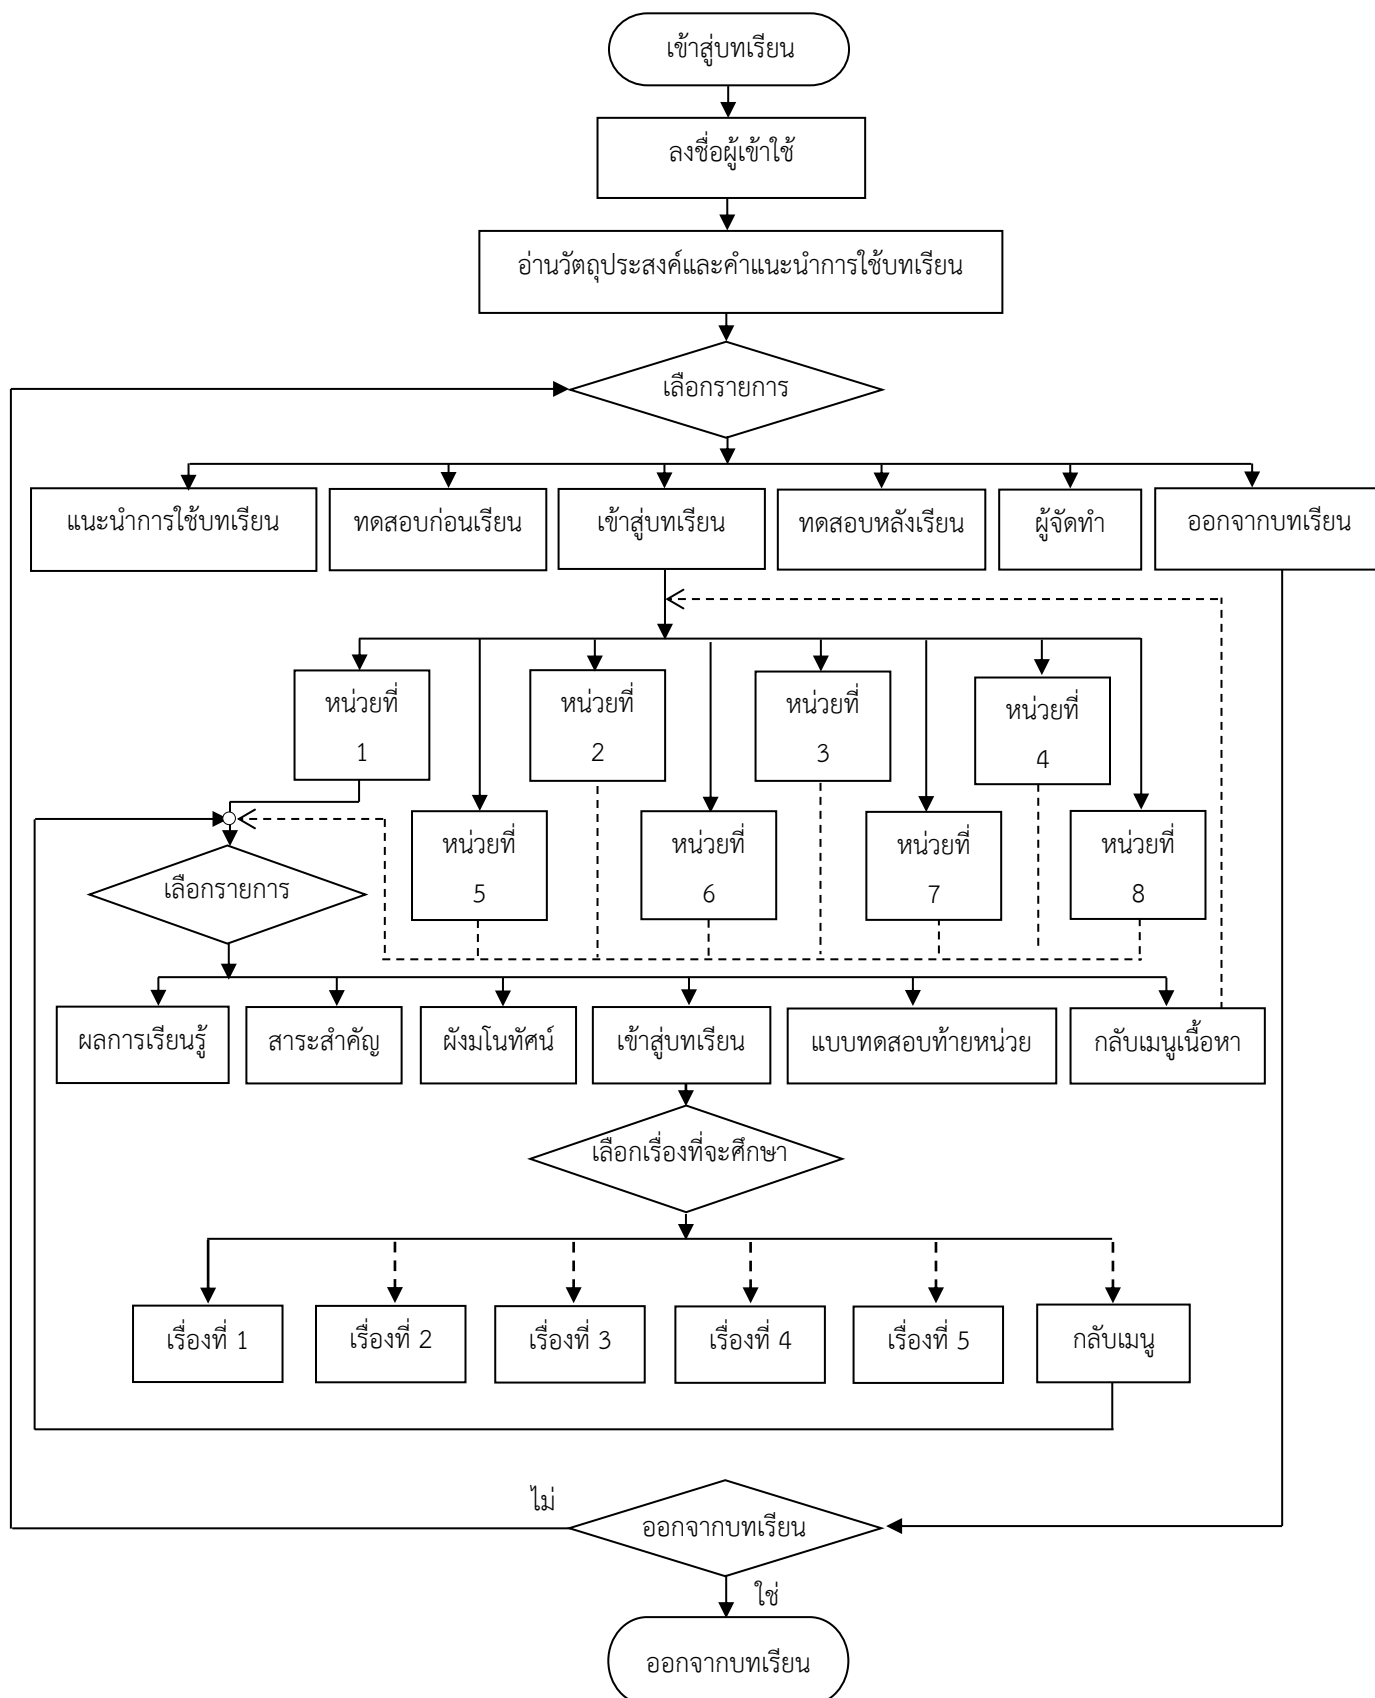 เข้าสู่บทเรียน
ลงชื่อผู้เข้าใช้
อ่านวัตถุประสงค์และคำแนะนำการใช้บทเรียน
เลือกรายการ
แนะนำการใช้บทเรียน
ทดสอบก่อนเรียน
เข้าสู่บทเรียน
ทดสอบหลังเรียน
ผู้จัดทำ
ออกจากบทเรียน
หน่วยที่
1
หน่วยที่
2
หน่วยที่
3
หน่วยที่
4
หน่วยที่
5
หน่วยที่
6
หน่วยที่
7
หน่วยที่
8
เลือกรายการ
ผลการเรียนรู้
สาระสำคัญ
ผังมโนทัศน์
เข้าสู่บทเรียน
แบบทดสอบท้ายหน่วย
กลับเมนูเนื้อหา
เลือกเรื่องที่จะศึกษา
เรื่องที่ 1
เรื่องที่ 2
เรื่องที่ 3
เรื่องที่ 4
เรื่องที่ 5
กลับเมนู
ไม่
ออกจากบทเรียน
ใช่
ออกจากบทเรียน